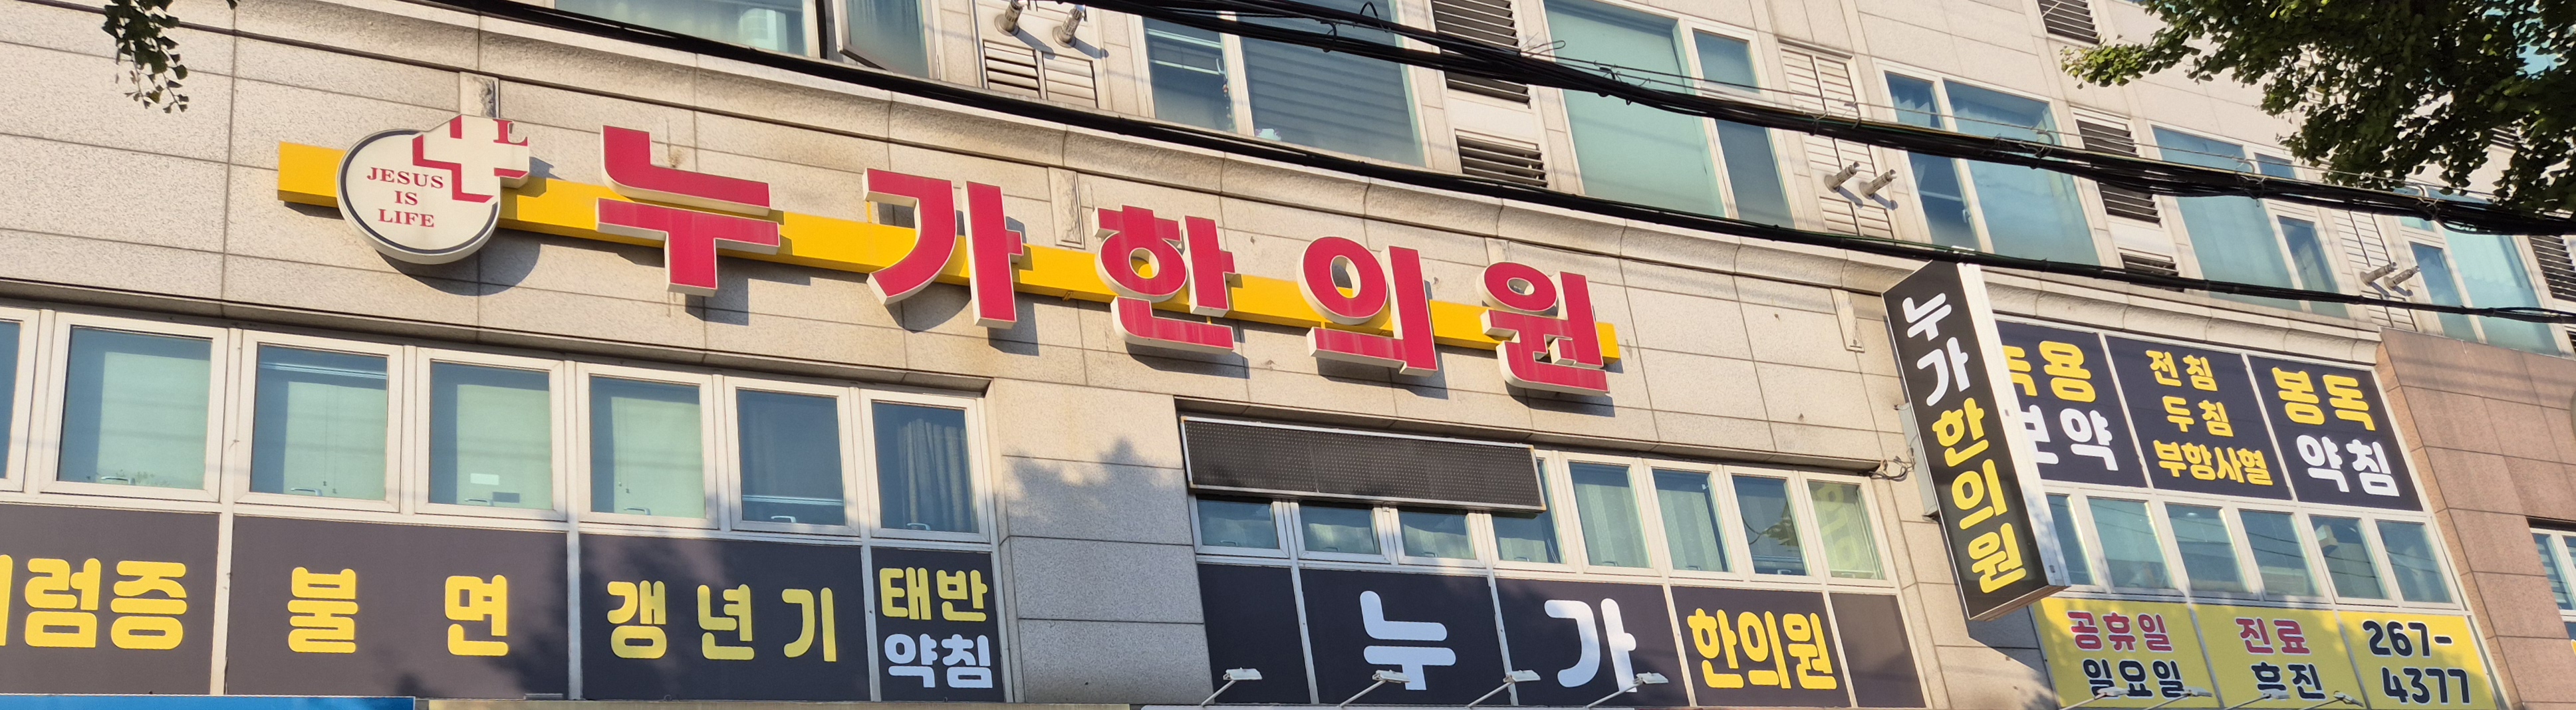 L
JESUS
IS
LIFE
누가한의원
럼증
불면
갱년기
태반
약침
누가 한의원
누가한의원
용
약
전침
두침
부항사혈
봉독
약침
공휴일
일요일
진료
휴진
267-
4377